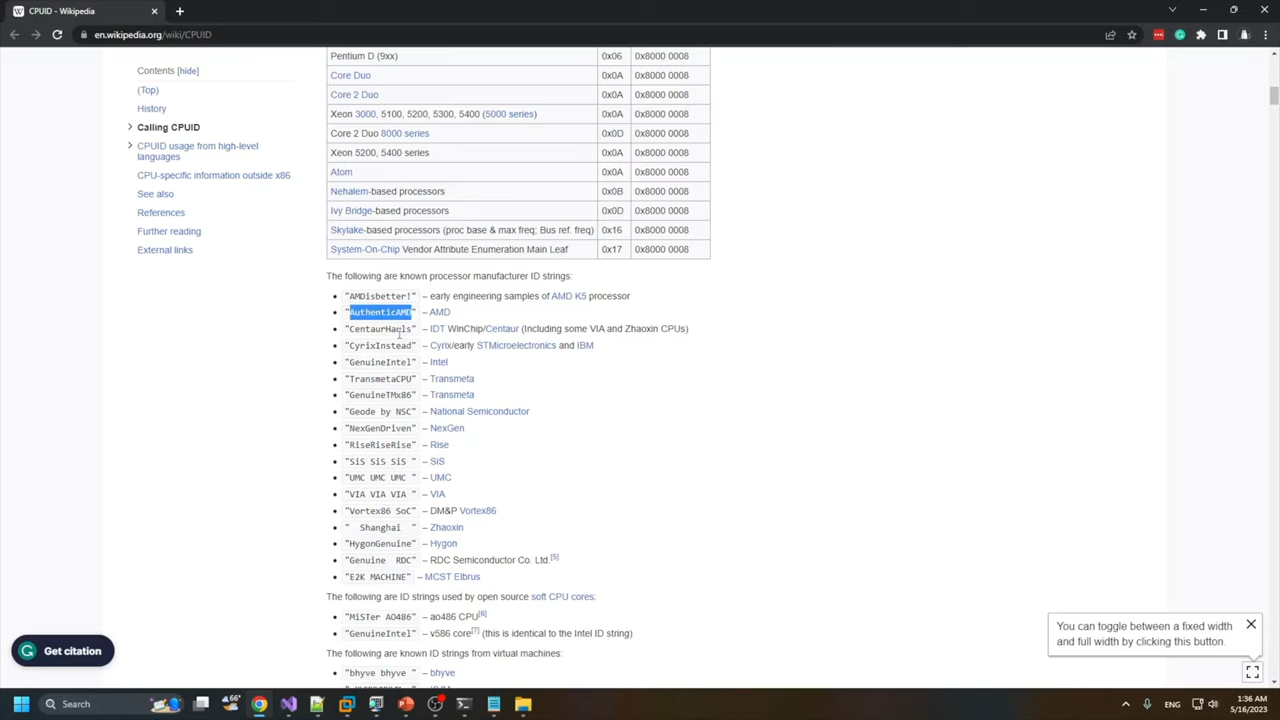 CPUID - Wikipedia
en.wikipedia.org/wiki/CPUID
Contents [hide]
(Top)
History
Calling CPUID
CPUID usage from high-level
languages
CPU-specific information outside x86
See also
References
Further reading
External links
Pentium D (9xx) 0x06 0x8000 0008
Core Duo 0x0A 0x8000 0008
Core 2 Duo 0x0A 0x8000 0008
Xeon 3000, 5100, 5200, 5300, 5400 (5000 series) 0x0A 0x8000 0008
Core 2 Duo 8000 series 0x0D 0x8000 0008
Xeon 5200, 5400 series 0x0A 0x8000 0008
Atom 0x0A 0x8000 0008
Nehalem-based processors 0x0B 0x8000 0008
Ivy Bridge-based processors 0x0D 0x8000 0008
Skylake-based processors (proc base & max freq; Bus ref. freq) 0x16 0x8000 0008
System-On-Chip Vendor Attribute Enumeration Main Leaf 0x17 0x8000 0008
The following are known processor manufacturer ID strings:
• "AMDisbetter!" – early engineering samples of AMD K5 processor
• "AuthenticAMD" – AMD
• "CentaurHauls" – IDT WinChip/Centaur (Including some VIA and Zhaoxin CPUs)
• "CyrixInstead" – Cyrix/early STMicroelectronics and IBM
• "GenuineIntel" – Intel
• "TransmetaCPU" – Transmeta
• "GenuineTMx86" – Transmeta
• "Geode by NSC" – National Semiconductor
• "NexGenDriven" – NexGen
• "RiseRiseRise" – Rise
• "SiS SiS SiS " – SiS
• "UMC UMC UMC " – UMC
• "VIA VIA VIA " – VIA
• "Vortex86 SoC" – DM&P Vortex86
• "  Shanghai  " – Zhaoxin
• "HygonGenuine" – Hygon
• "Genuine  RDC" – RDC Semiconductor Co. Ltd.[5]
• "E2K MACHINE" – MCST Elbrus
The following are ID strings used by open source soft CPU cores:
• "MiSTer AO486" – ao486 CPU[6]
• "GenuineIntel" – v586 core[7] (this is identical to the Intel ID string)
The following are known ID strings from virtual machines:
• "bhyve bhyve " – bhyve
You can toggle between a fixed width
and full width by clicking this button.
Get citation
Search
66°
ENG
1:36 AM
5/16/2023